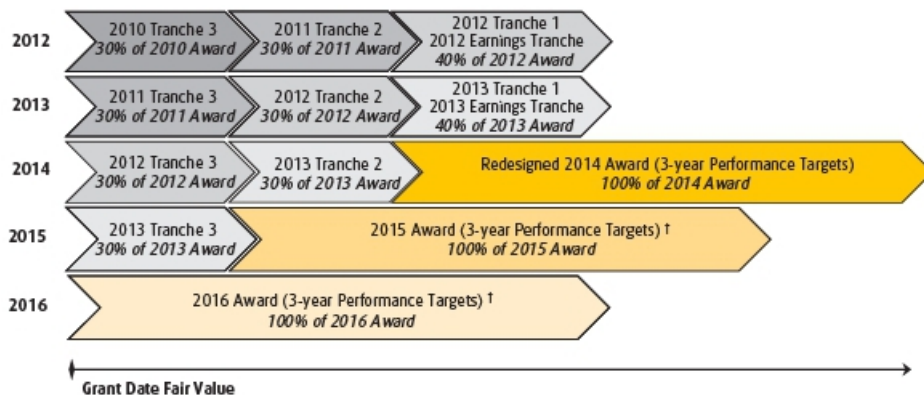 2012
2010 Tranche 3
30% of 2010 Award
2011 Tranche 2
30% of 2011 Award
2012 Tranche 1
2012 Earnings Tranche
40% of 2012 Award
2013
2011 Tranche 3
30% of 2011 Award
2012 Tranche 2
30% of 2012 Award
2013 Tranche 1
2013 Earnings Tranche
40% of 2013 Award
2014
2012 Tranche 3
30% of 2012 Award
2013 Tranche 2
30% of 2013 Award
Redesigned 2014 Award (3-year Performance Targets)
100% of 2014 Award
2015
2013 Tranche 3
30% of 2013 Award
2015 Award (3-year Performance Targets) †
100% of 2015 Award
2016
2016 Award (3-year Performance Targets) †
100% of 2016 Award
Grant Date Fair Value